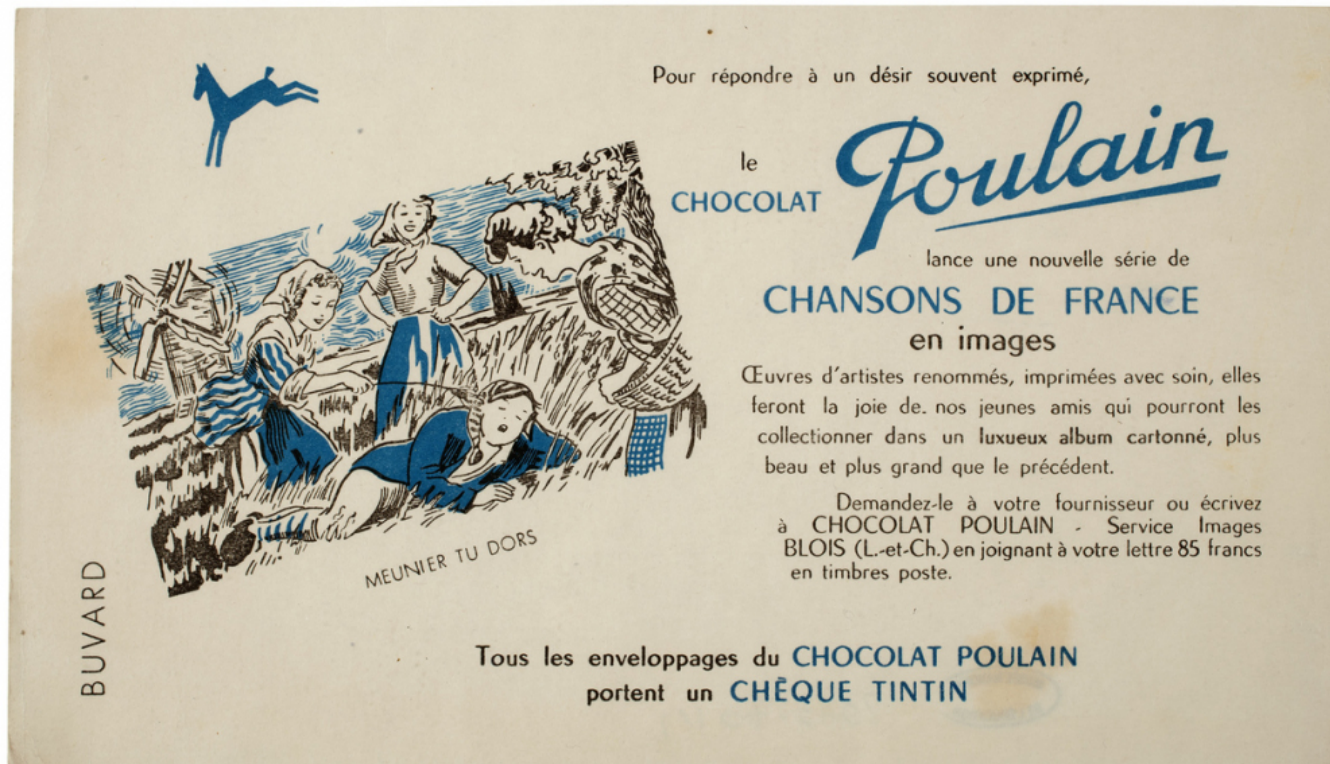 Pour répondre à un désir souvent exprimé,
le
CHOCOLAT Poulain
lance une nouvelle série de
CHANSONS DE FRANCE
en images
Œuvres d'artistes renommés, imprimées avec soin, elles
feront la joie de. nos jeunes amis qui pourront les
collectionner dans un luxueux album cartonné, plus
beau et plus grand que le précédent.
Demandez-le à votre fournisseur ou écrivez
à CHOCOLAT POULAIN - Service Images
BLOIS (L.-et-Ch.) en joignant à votre lettre 85 francs
en timbres poste.
MEUNIER TU DORS
BUVARD
Tous les enveloppages du CHOCOLAT POULAIN
portent un CHÈQUE TINTIN